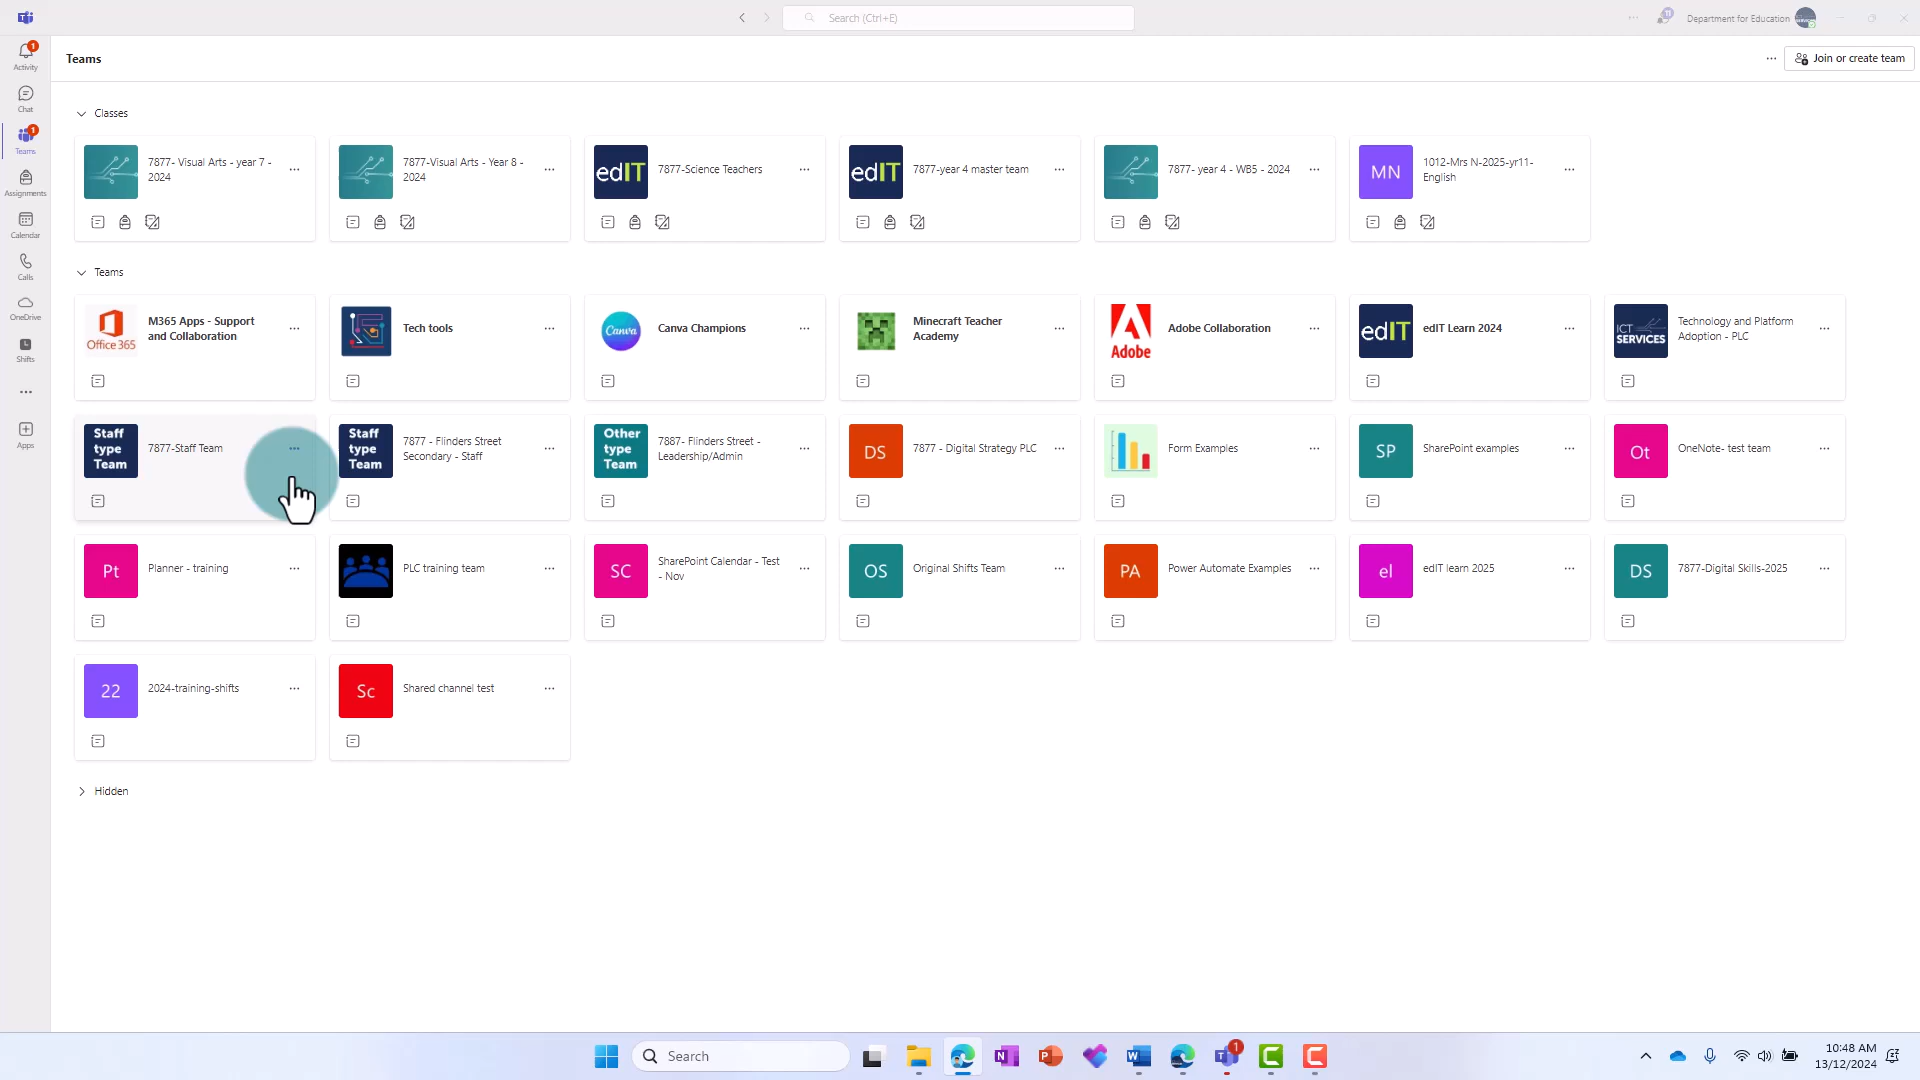 Search (Ctrl+E)
Department for Education
Activity
Chat
Teams
Assignments
Calendar
Calls
OneDrive
Shifts
Apps
Teams
Join or create team
Classes
7877- Visual Arts - year 7 -
2024
7877-Visual Arts - Year 8 -
2024
edIT
7877-Science Teachers
edIT
7877-year 4 master team
7877- year 4 - WB5 - 2024
MN
1012-Mrs N-2025-yr11-
English
Teams
Office 365
M365 Apps - Support
and Collaboration
Tech tools
Canva
Canva Champions
Minecraft Teacher
Academy
Adobe
Adobe Collaboration
edIT
edIT Learn 2024
ICT
SERVICES
Technology and Platform
Adoption - PLC
Staff
type
Team
7877-Staff Team
Staff
type
Team
7877 - Flinders Street
Secondary - Staff
Other
type
Team
7887- Flinders Street -
Leadership/Admin
DS
7877 - Digital Strategy PLC
Form Examples
SP
SharePoint examples
Ot
OneNote- test team
Pt
Planner - training
PLC training team
SC
SharePoint Calendar - Test
- Nov
OS
Original Shifts Team
PA
Power Automate Examples
el
edIT learn 2025
DS
7877-Digital Skills-2025
22
2024-training-shifts
Sc
Shared channel test
Hidden
Search
10:48 AM
13/12/2024